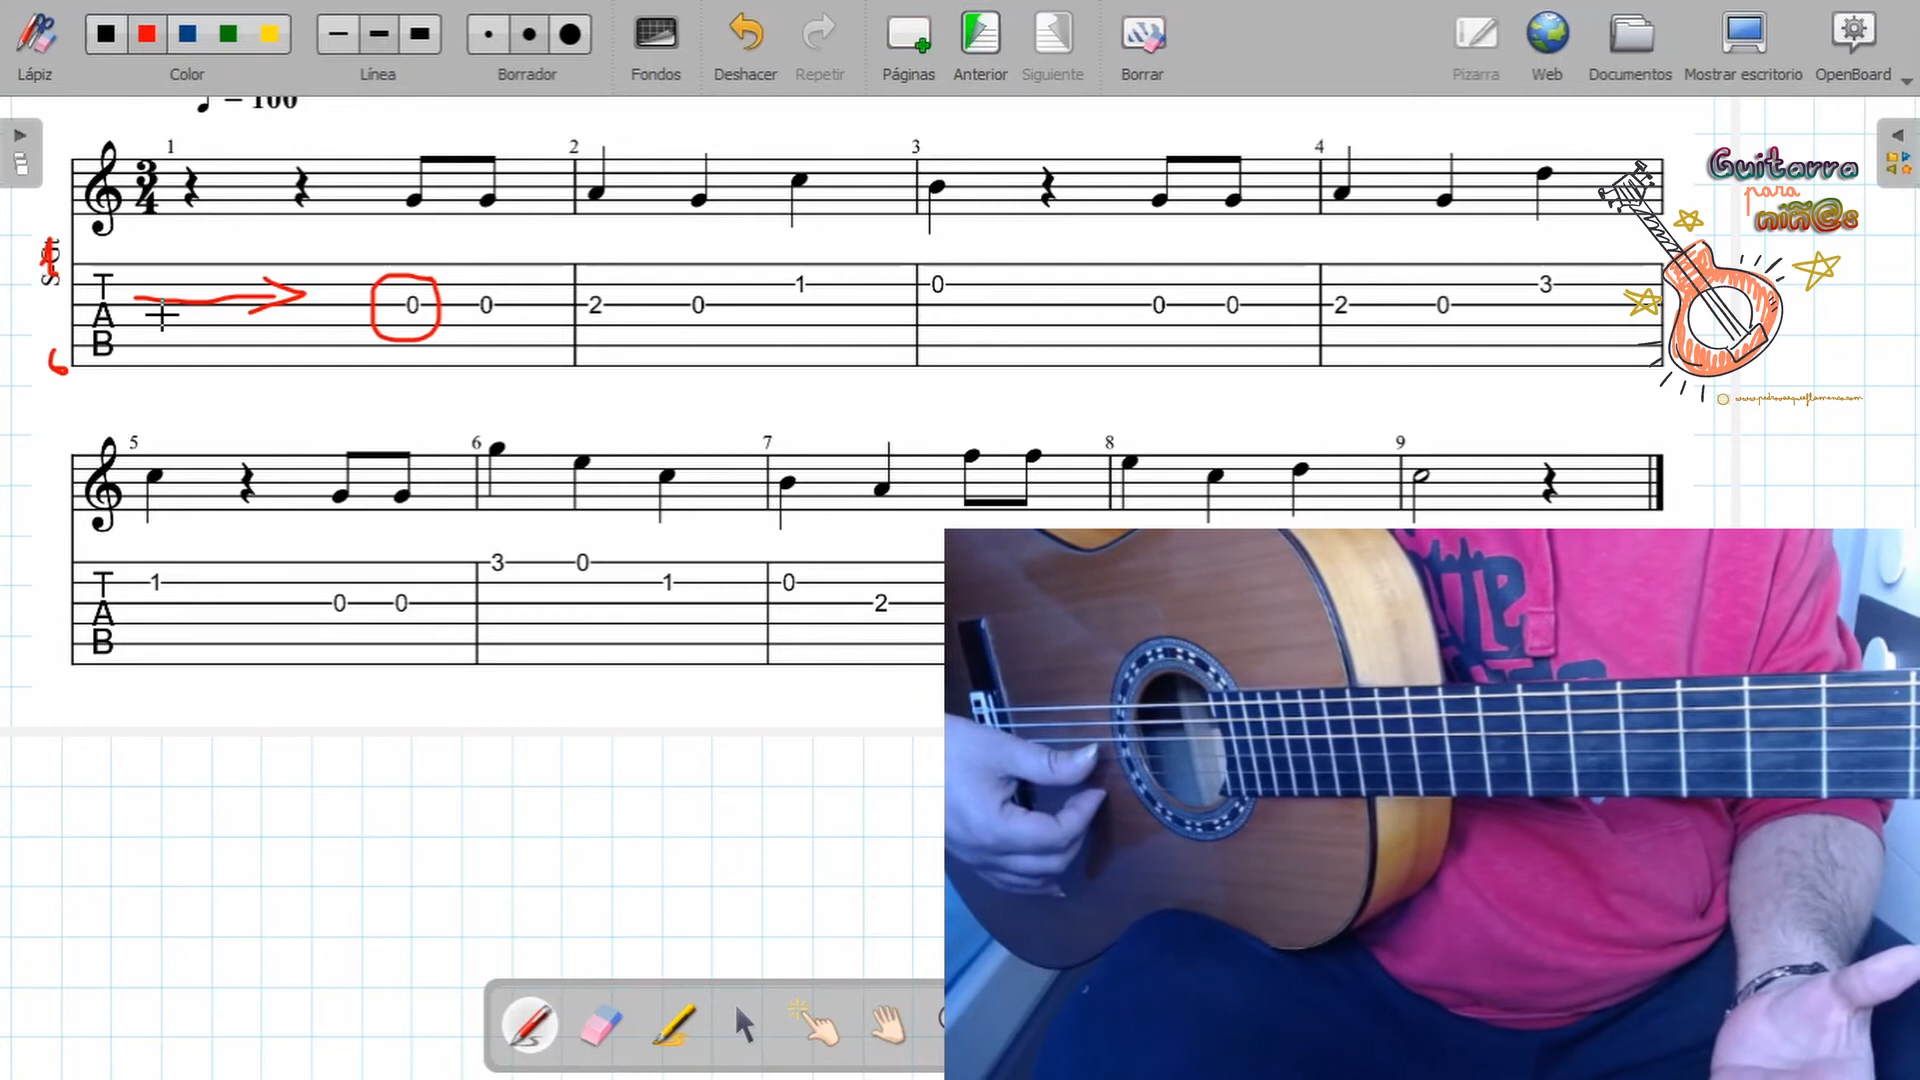 Lápiz Color Línea Borrador Fondos Deshacer Repetir Páginas Anterior Siguiente Borrar Pizarra Web Documentos Mostrar escritorio OpenBoard
= 100
1 2 3 4
3
4
Guitarra
para
niñ@s
T
A
B
0 0 2 0 1 0 0 0 2 0 3
6
5 6 7 8 9
T
A
B
1 0 0 3 0 1 0 2